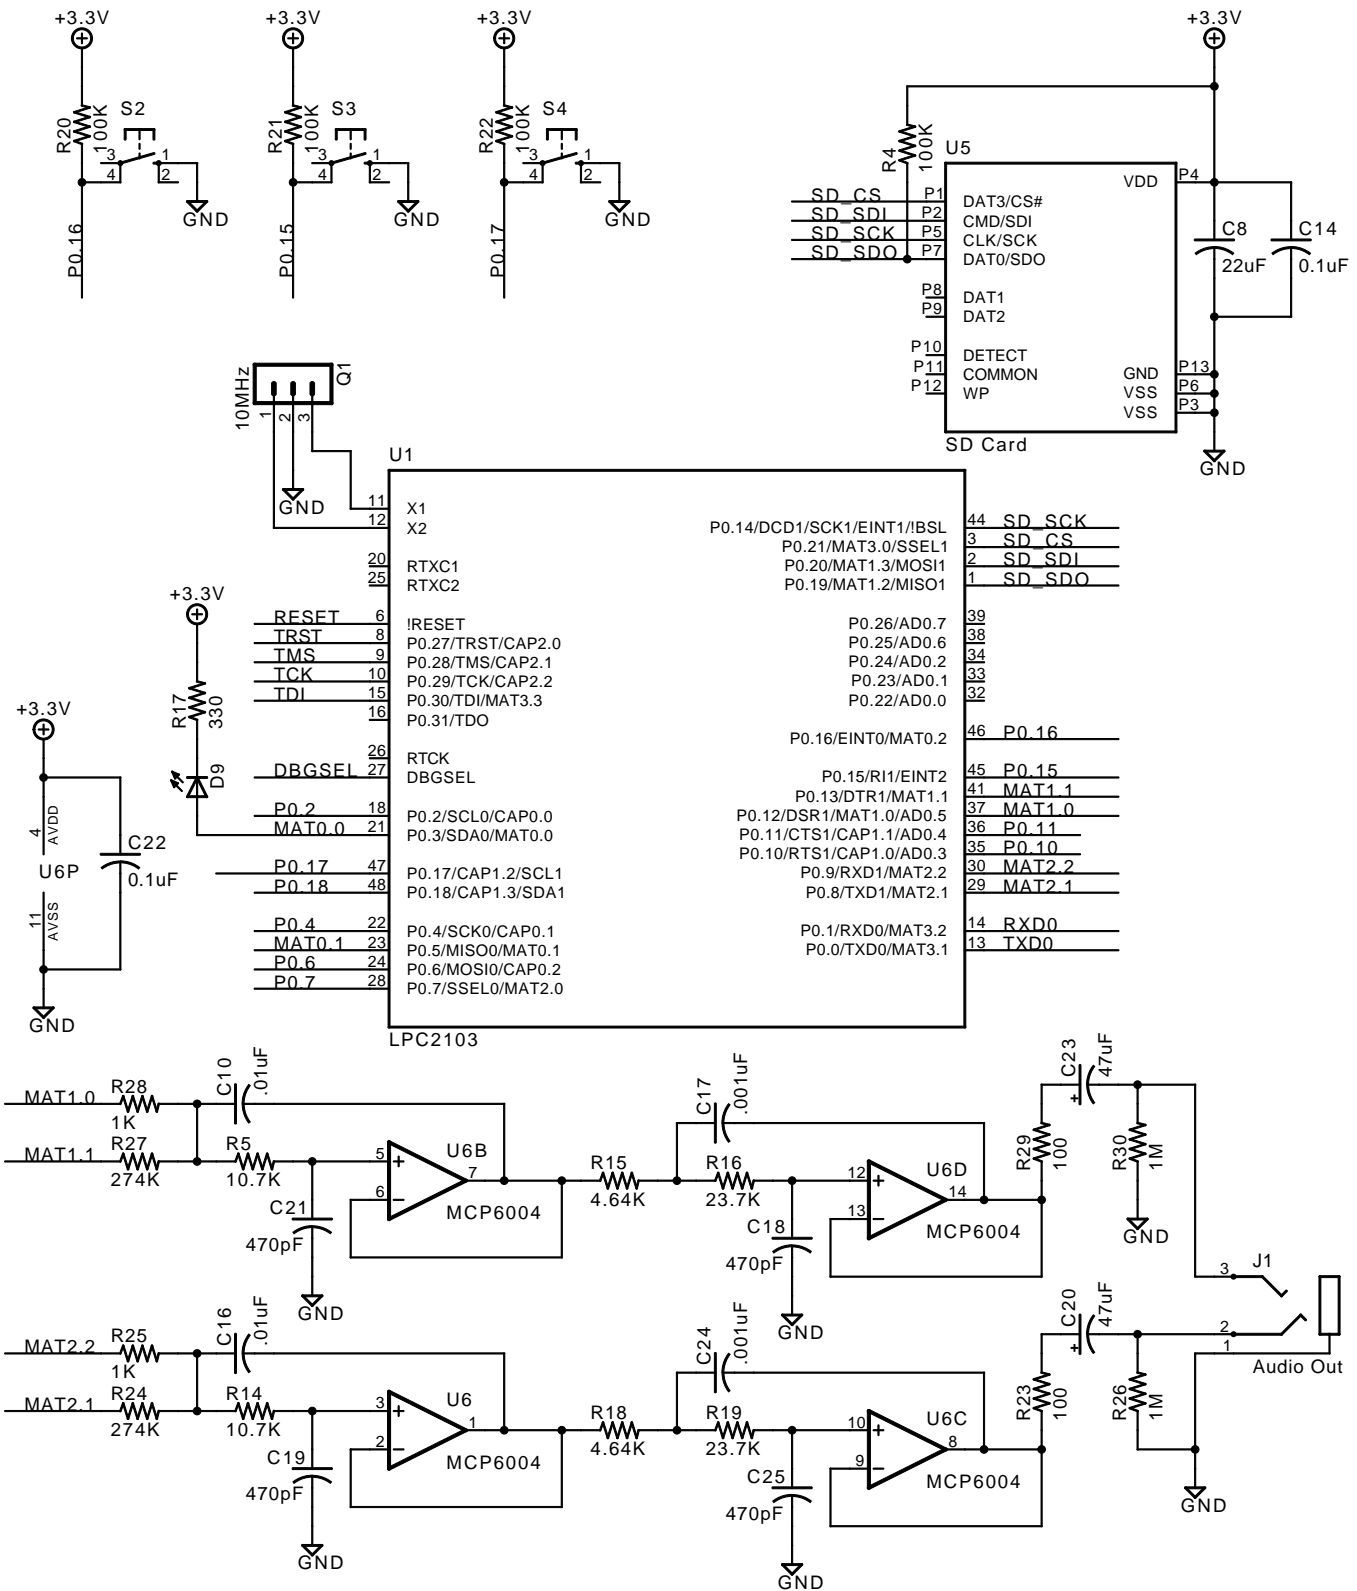 +3.3V
R20
100K
S2
3
4
1
2
GND
P0.16
+3.3V
R21
100K
S3
3
4
1
2
GND
P0.15
+3.3V
R22
100K
S4
3
4
1
2
GND
P0.17
+3.3V
R4
100K
U5
SD_CS P1 DAT3/CS#
SD_SDI P2 CMD/SDI
SD_SCK P5 CLK/SCK
SD_SDO P7 DAT0/SDO
P8 DAT1
P9 DAT2
P10 DETECT
P11 COMMON
P12 WP
VDD P4
GND P13
VSS P6
VSS P3
SD Card
C8
22uF
C14
0.1uF
GND
10MHz
Q1
1
2
3
GND
U1
11 X1
12 X2
20 RTXC1
25 RTXC2
RESET 6 !RESET
TRST 8 P0.27/TRST/CAP2.0
TMS 9 P0.28/TMS/CAP2.1
TCK 10 P0.29/TCK/CAP2.2
TDI 15 P0.30/TDI/MAT3.3
16 P0.31/TDO
26 RTCK
DBGSEL 27 DBGSEL
P0.2 18 P0.2/SCL0/CAP0.0
MAT0.0 21 P0.3/SDA0/MAT0.0
P0.17 47 P0.17/CAP1.2/SCL1
P0.18 48 P0.18/CAP1.3/SDA1
P0.4 22 P0.4/SCK0/CAP0.1
MAT0.1 23 P0.5/MISO0/MAT0.1
P0.6 24 P0.6/MOSI0/CAP0.2
P0.7 28 P0.7/SSEL0/MAT2.0
P0.14/DCD1/SCK1/EINT1/!BSL 44 SD_SCK
P0.21/MAT3.0/SSEL1 3 SD_CS
P0.20/MAT1.3/MOSI1 2 SD_SDI
P0.19/MAT1.2/MISO1 1 SD_SDO
P0.26/AD0.7 39
P0.25/AD0.6 38
P0.24/AD0.2 34
P0.23/AD0.1 33
P0.22/AD0.0 32
P0.16/EINT0/MAT0.2 46 P0.16
P0.15/RI1/EINT2 45 P0.15
P0.13/DTR1/MAT1.1 41 MAT1.1
P0.12/DSR1/MAT1.0/AD0.5 37 MAT1.0
P0.11/CTS1/CAP1.1/AD0.4 36 P0.11
P0.10/RTS1/CAP1.0/AD0.3 35 P0.10
P0.9/RXD1/MAT2.2 30 MAT2.2
P0.8/TXD1/MAT2.1 29 MAT2.1
P0.1/RXD0/MAT3.2 14 RXD0
P0.0/TXD0/MAT3.1 13 TXD0
LPC2103
+3.3V
R17
330
D9
+3.3V
4
AVDD
U6P
11
AVSS
C22
0.1uF
GND
MAT1.0
R28
1K
MAT1.1
R27
274K
C10
.01uF
R5
10.7K
C21
470pF
GND
5
+
6
−
U6B
7
MCP6004
R15
4.64K
C17
.001uF
R16
23.7K
C18
470pF
GND
12
+
13
−
U6D
14
MCP6004
R29
100
C23
47uF
+
R30
1M
GND
MAT2.2
R25
1K
MAT2.1
R24
274K
C16
.01uF
R14
10.7K
C19
470pF
GND
3
+
2
−
U6
1
MCP6004
R18
4.64K
C24
.001uF
R19
23.7K
C25
470pF
GND
10
+
9
−
U6C
8
MCP6004
R23
100
C20
47uF
+
R26
1M
GND
J1
3
2
1
Audio Out